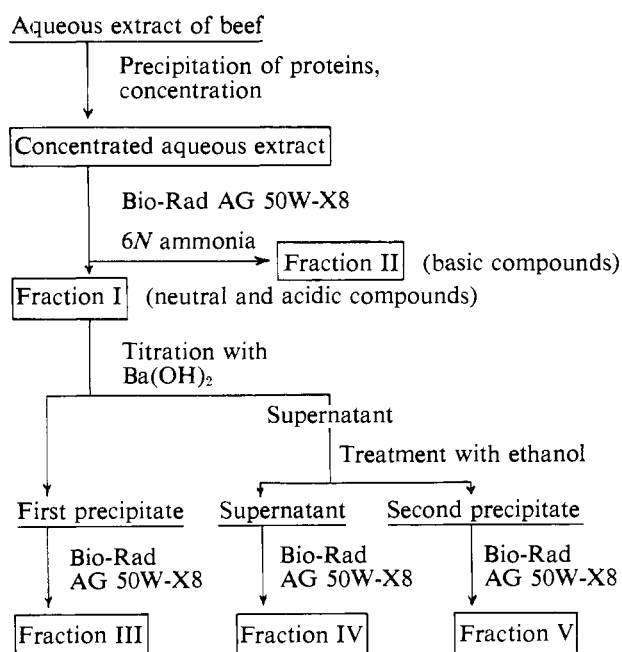 Aqueous extract of beef
Precipitation of proteins,
concentration
Concentrated aqueous extract
Bio-Rad AG 50W-X8
6N ammonia
Fraction II (basic compounds)
Fraction I (neutral and acidic compounds)
Titration with
Ba(OH)₂
Supernatant
Treatment with ethanol
First precipitate Supernatant Second precipitate
Bio-Rad Bio-Rad Bio-Rad
AG 50W-X8 AG 50W-X8 AG 50W-X8
Fraction III Fraction IV Fraction V